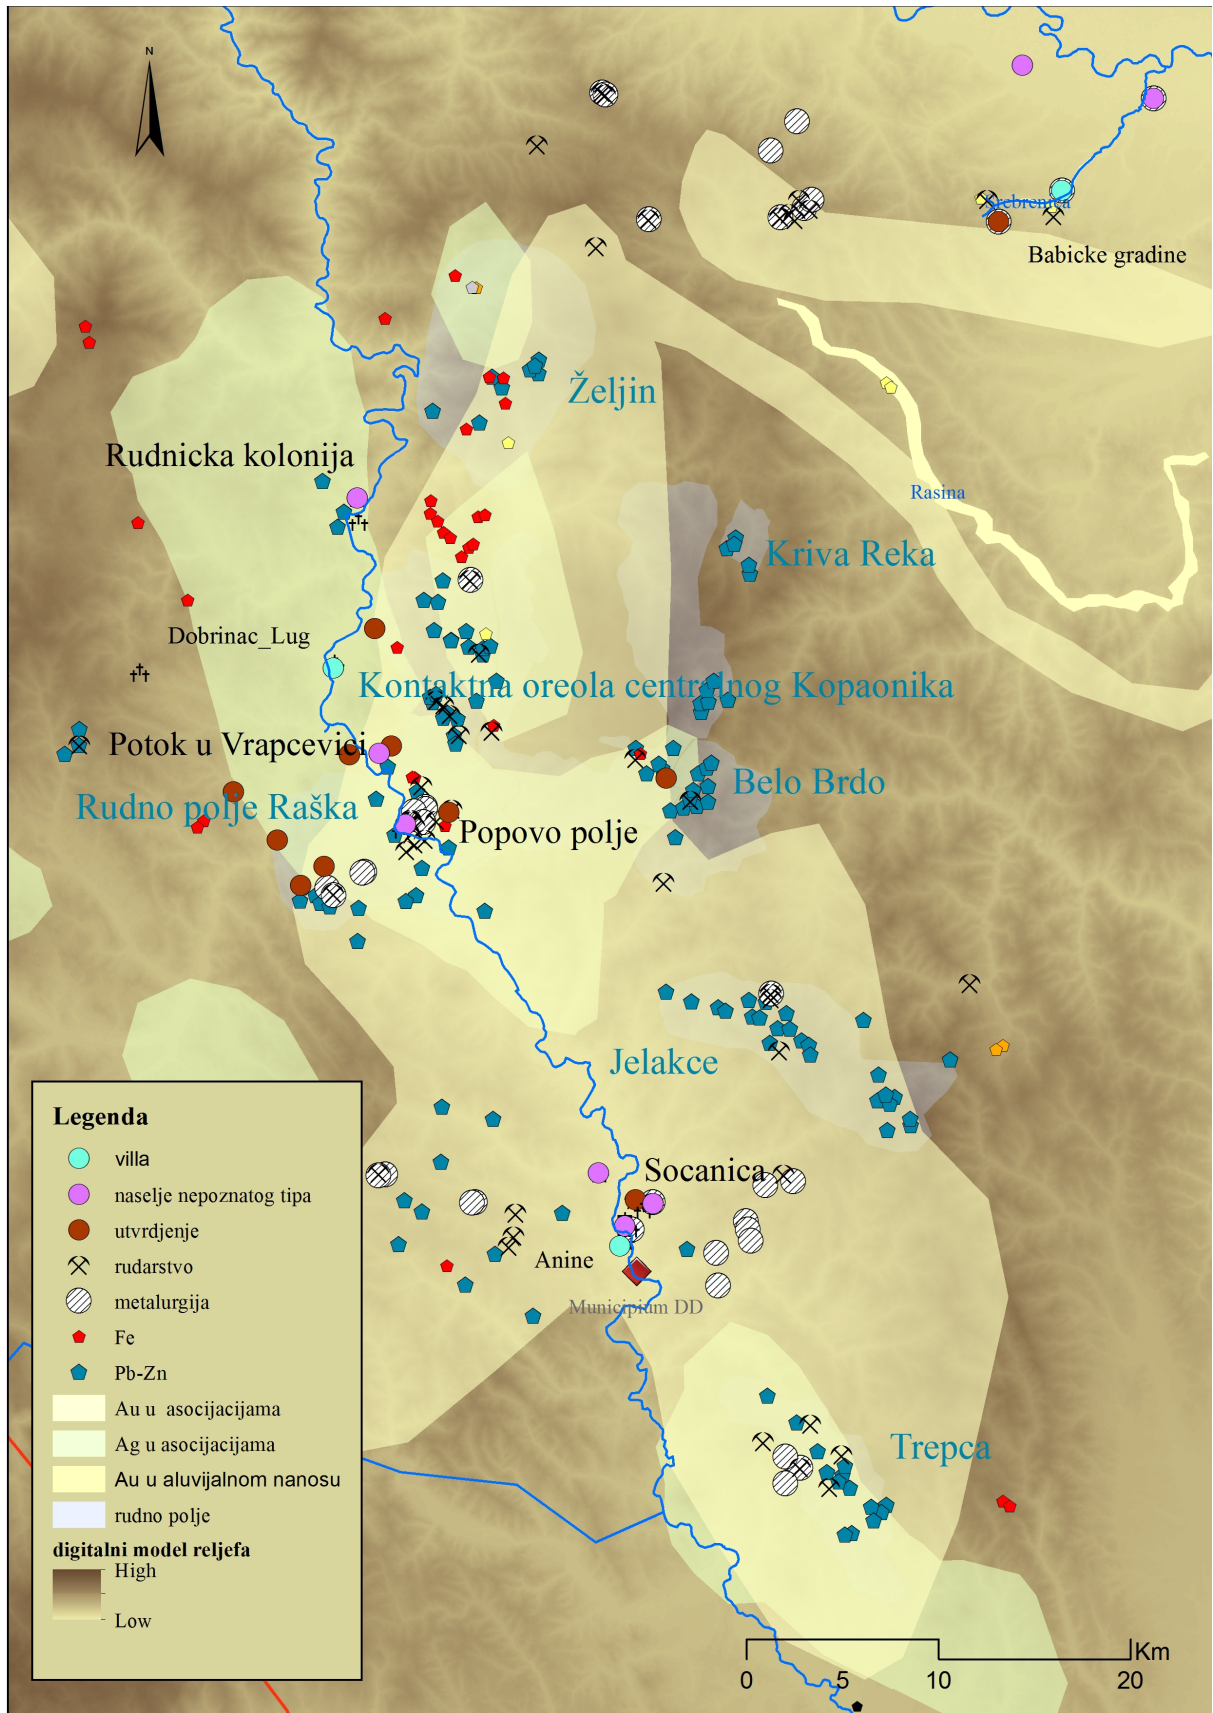 N
Srebrenica
Babicke gradine
Željin
Rudnicka kolonija
Rasina
Kriva Reka
Dobrinac_Lug
Kontaktna oreola centralnog Kopaonika
Potok u Vrapcevici
Belo Brdo
Rudno polje Raška
Popovo polje
Jelakce
Socanica
Anine
Municipium DD
Trepca
Legenda
villa
naselje nepoznatog tipa
utvrdjenje
rudarstvo
metalurgija
Fe
Pb-Zn
Au u asocijacijama
Ag u asocijacijama
Au u aluvijalnom nanosu
rudno polje
digitalni model reljefa
High
Low
Km
0 5 10 20